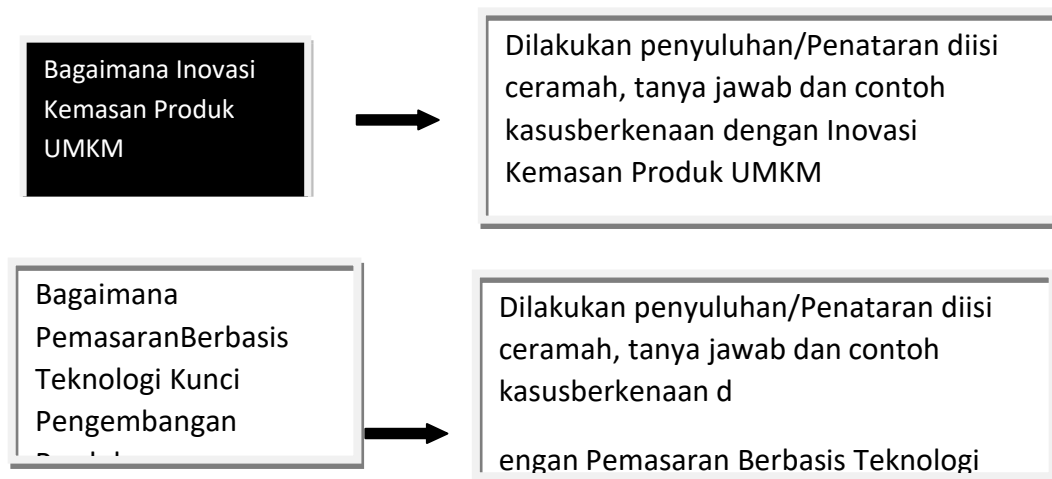 Bagaimana Inovasi
Kemasan Produk
UMKM
Dilakukan penyuluhan/Penataran diisi
ceramah, tanya jawab dan contoh
kasusberkenaan dengan Inovasi
Kemasan Produk UMKM
Bagaimana
PemasaranBerbasis
Teknologi Kunci
Pengembangan
Dilakukan penyuluhan/Penataran diisi
ceramah, tanya jawab dan contoh
kasusberkenaan d
engan Pemasaran Berbasis Teknologi